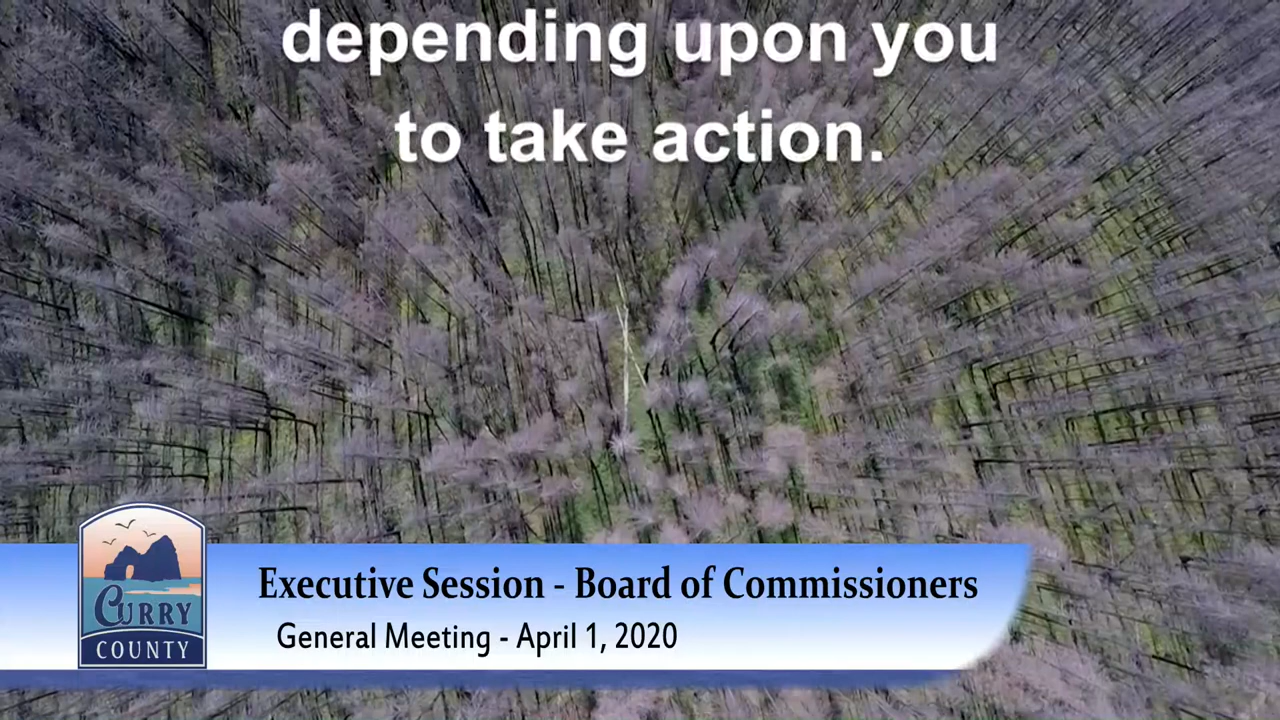 depending upon you
to take action.
Executive Session - Board of Commissioners
General Meeting - April 1, 2020
CURRY
COUNTY